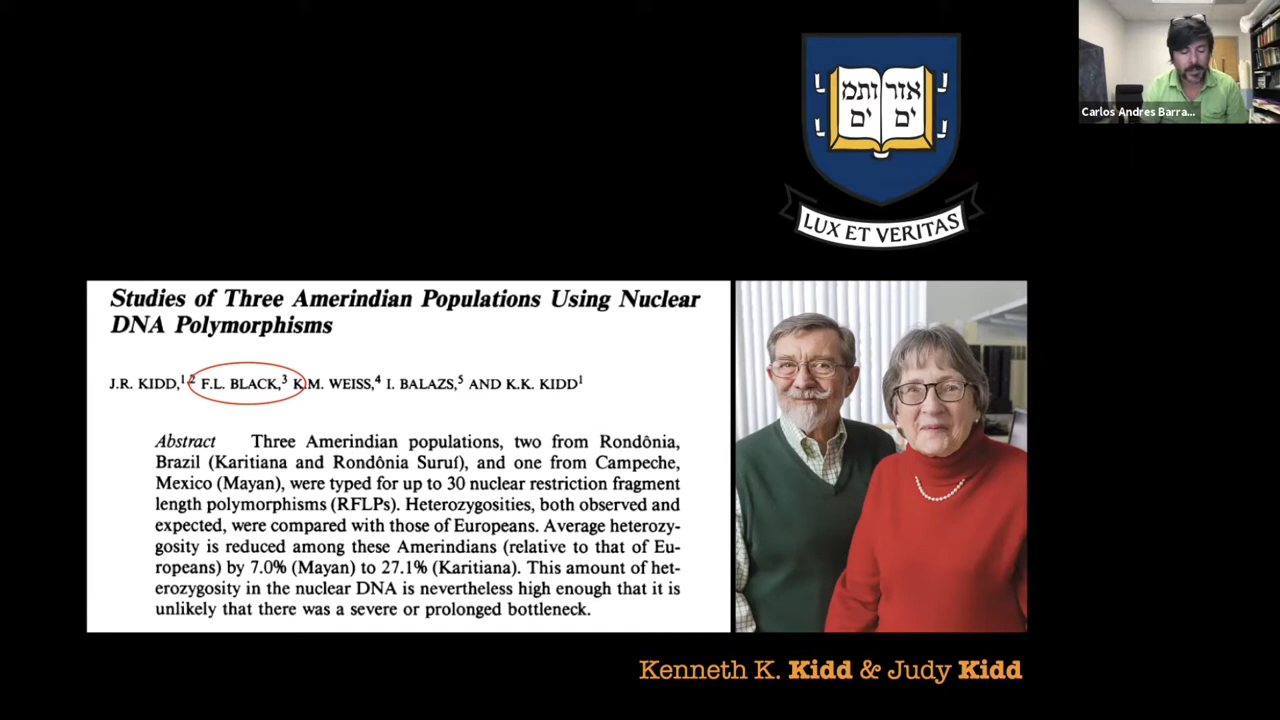 Carlos Andres Barra...
אור
ים
ותמ
ים
LUX ET VERITAS
Studies of Three Amerindian Populations Using Nuclear
DNA Polymorphisms
J.R. KIDD,1,2 F.L. BLACK,3 K.M. WEISS,4 I. BALAZS,5 AND K.K. KIDD1
Abstract Three Amerindian populations, two from Rondônia,
Brazil (Karitiana and Rondônia Suruí), and one from Campeche,
Mexico (Mayan), were typed for up to 30 nuclear restriction fragment
length polymorphisms (RFLPs). Heterozygosities, both observed and
expected, were compared with those of Europeans. Average heterozy-
gosity is reduced among these Amerindians (relative to that of Eu-
ropeans) by 7.0% (Mayan) to 27.1% (Karitiana). This amount of het-
erozygosity in the nuclear DNA is nevertheless high enough that it is
unlikely that there was a severe or prolonged bottleneck.
Kenneth K. Kidd & Judy Kidd